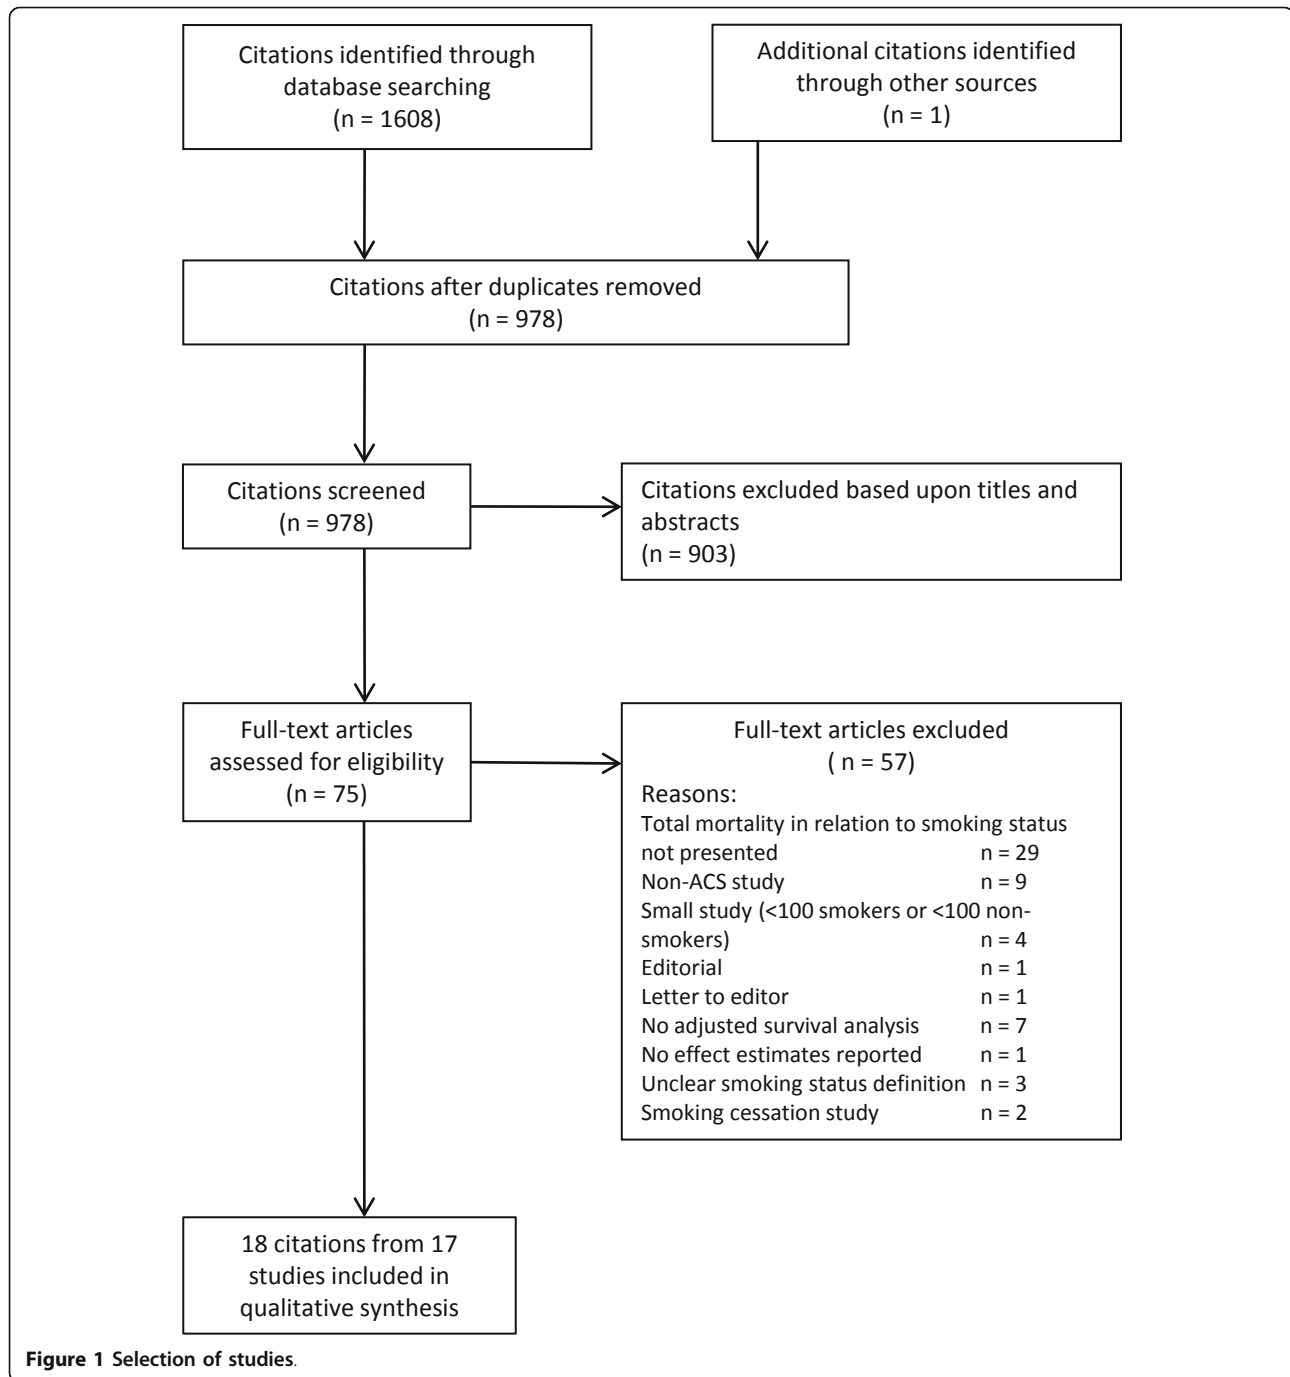 Citations identified through
database searching
(n = 1608)
Additional citations identified
through other sources
(n = 1)
Citations after duplicates removed
(n = 978)
Citations screened
(n = 978)
Citations excluded based upon titles and
abstracts
(n = 903)
Full-text articles
assessed for eligibility
(n = 75)
Full-text articles excluded
( n = 57)
Reasons:
Total mortality in relation to smoking status
not presented n = 29
Non-ACS study n = 9
Small study (<100 smokers or <100 non-
smokers) n = 4
Editorial n = 1
Letter to editor n = 1
No adjusted survival analysis n = 7
No effect estimates reported n = 1
Unclear smoking status definition n = 3
Smoking cessation study n = 2
18 citations from 17
studies included in
qualitative synthesis
Figure 1 Selection of studies.